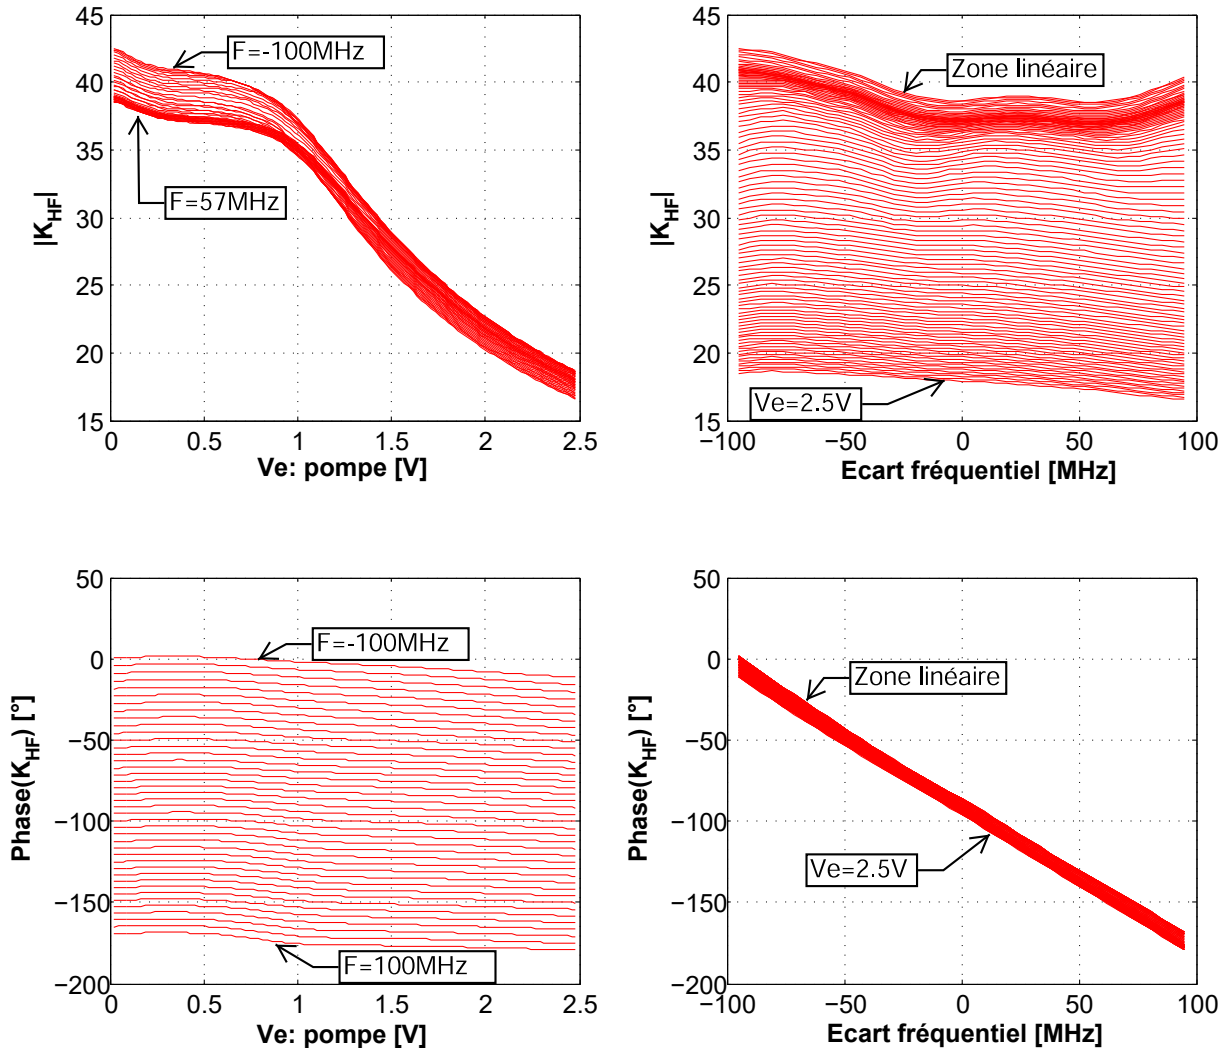 45
40
35
30
25
20
15
|K_HF|
F=-100MHz
F=57MHz
0 0.5 1 1.5 2 2.5
Ve: pompe [V]
45
40
35
30
25
20
15
|K_HF|
Zone linéaire
Ve=2.5V
−100 −50 0 50 100
Ecart fréquentiel [MHz]
50
0
−50
−100
−150
−200
Phase(K_HF) [°]
F=-100MHz
F=100MHz
0 0.5 1 1.5 2 2.5
Ve: pompe [V]
50
0
−50
−100
−150
−200
Phase(K_HF) [°]
Zone linéaire
Ve=2.5V
−100 −50 0 50 100
Ecart fréquentiel [MHz]